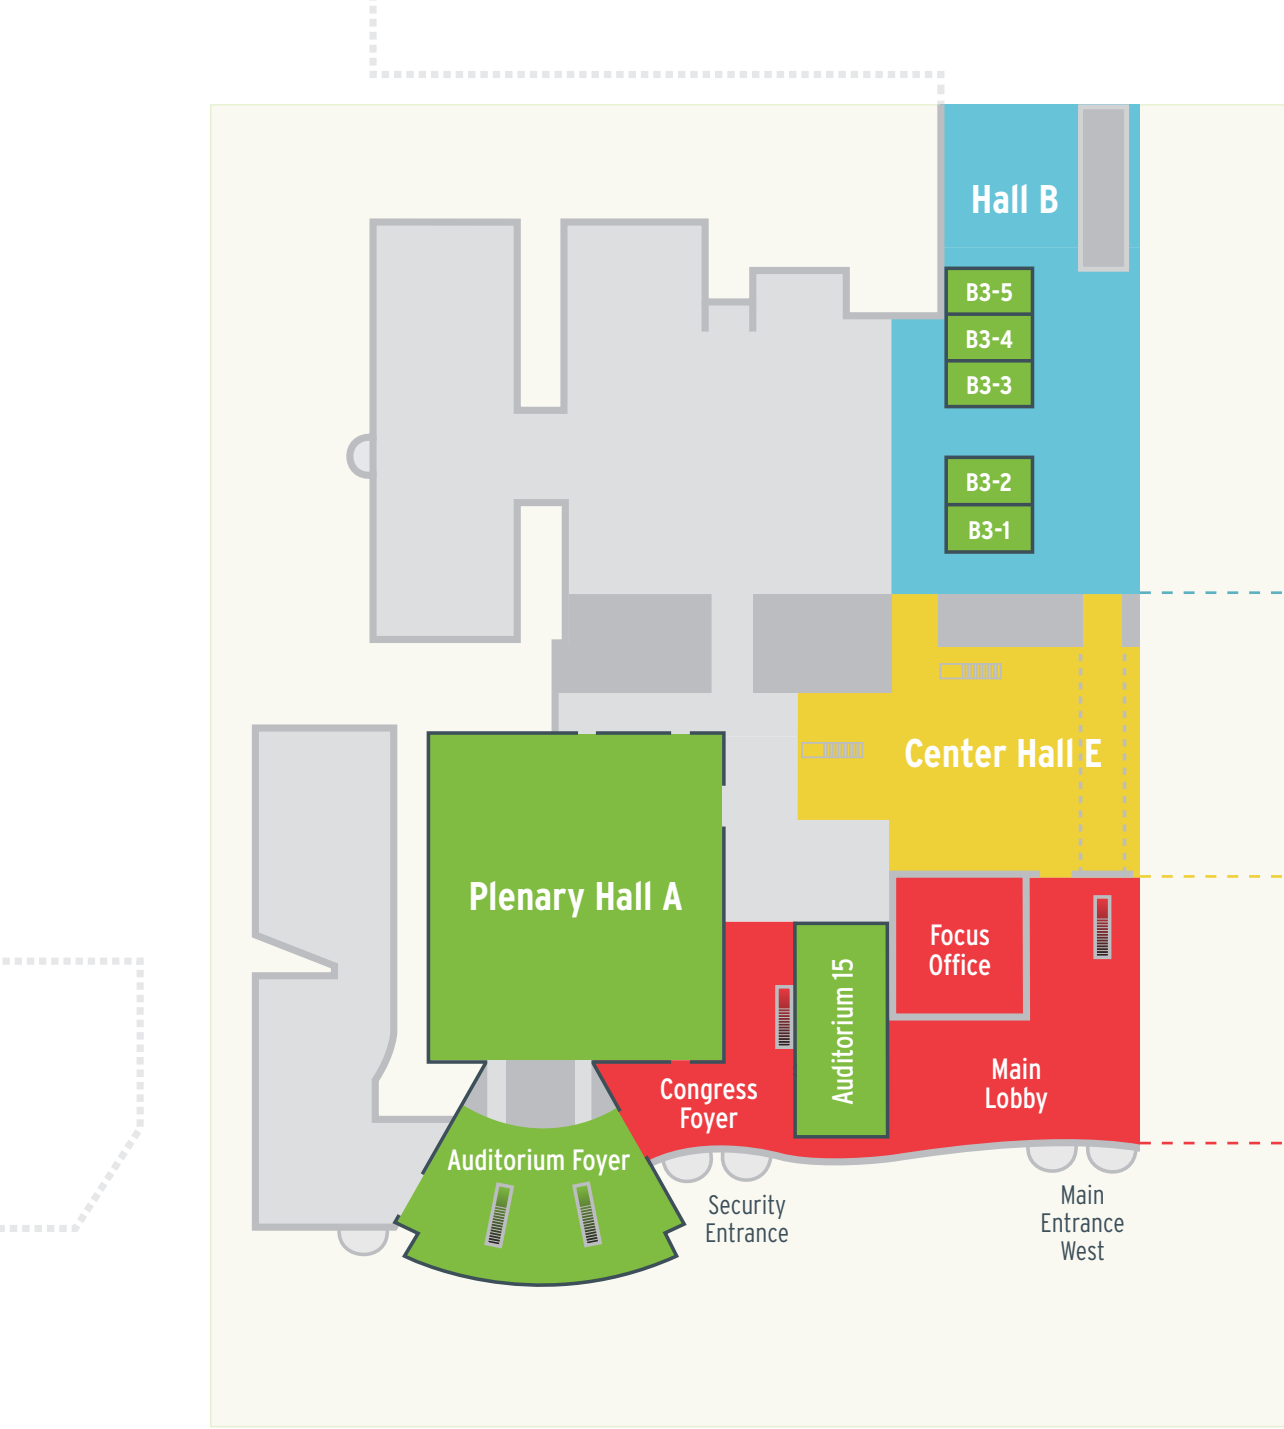 Hall B
B3-5
B3-4
B3-3
B3-2
B3-1
Center Hall E
Plenary Hall A
Focus
Office
Auditorium 15
Main
Lobby
Congress
Foyer
Auditorium Foyer
Security
Entrance
Main
Entrance
West